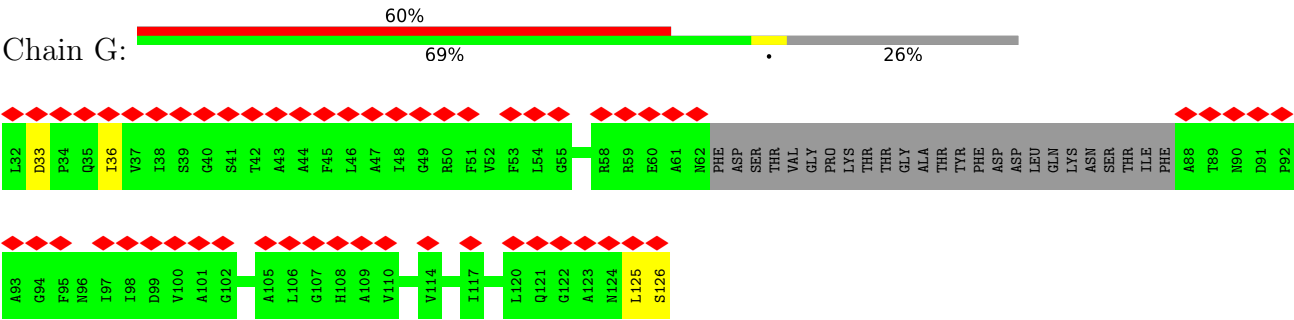 60%
Chain G:
69% • 26%
L32 D33 P34 Q35 I36 V37 I38 S39 G40 S41 T42 A43 A44 F45 L46 A47 I48 G49 R50 F51 V52 F53 L54 G55 R58 R59 E60 A61 N62 PHE ASP SER THR VAL GLY PRO LYS THR THR GLY ALA THR TYR PHE ASP ASP LEU GLN LYS ASN SER THR ILE PHE A88 T89 N90 D91 P92
A93 G94 F95 N96 I97 I98 D99 V100 A101 G102 A105 L106 G107 H108 A109 V110 V114 I117 L120 Q121 G122 A123 N124 L125 S126